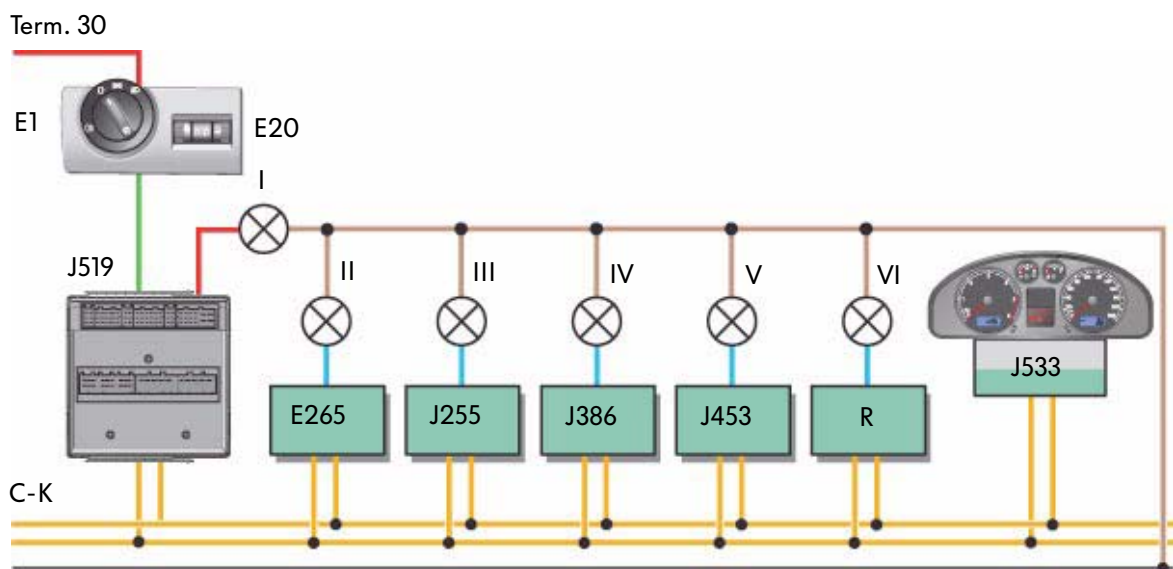 Term. 30
E1
E20
I
J519
II
III
IV
V
VI
J533
E265
J255
J386
J453
R
C-K